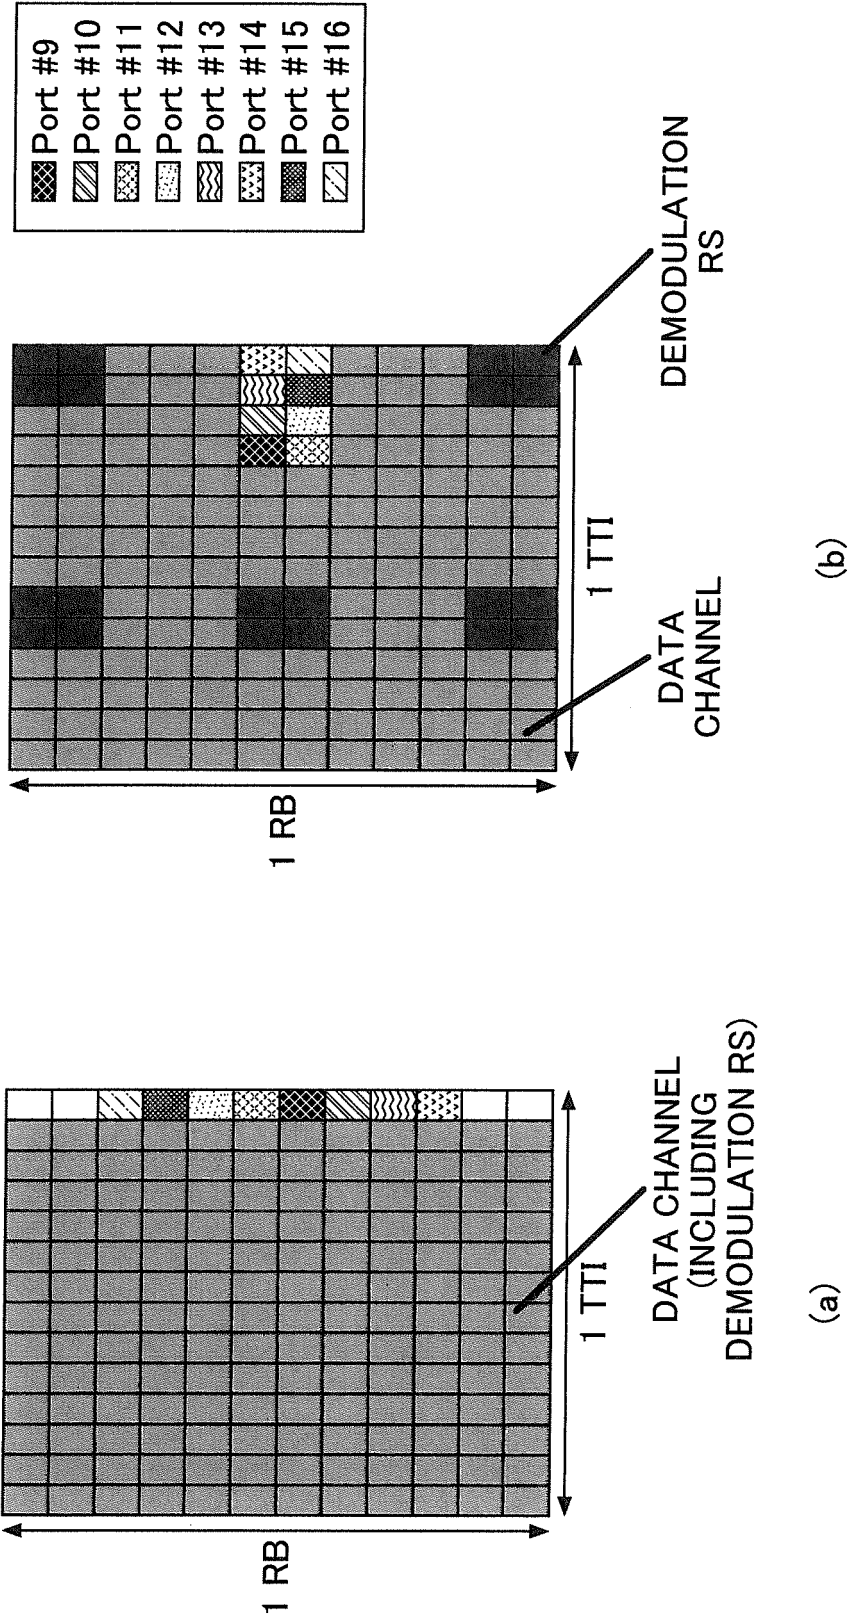 1 RB
1 TTI
DATA CHANNEL
(INCLUDING
DEMODULATION RS)
(a)
1 RB
1 TTI
DATA
CHANNEL
DEMODULATION
RS
(b)
Port #9
Port #10
Port #11
Port #12
Port #13
Port #14
Port #15
Port #16